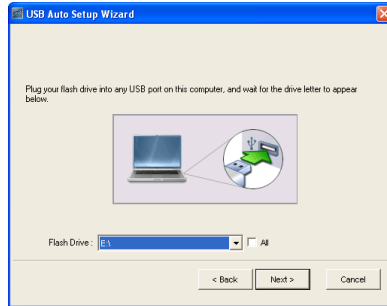 USB Auto Setup Wizard
Plug your flash drive into any USB port on this computer, and wait for the drive letter to appear
below.
Flash Drive : E:\
All
< Back
Next >
Cancel